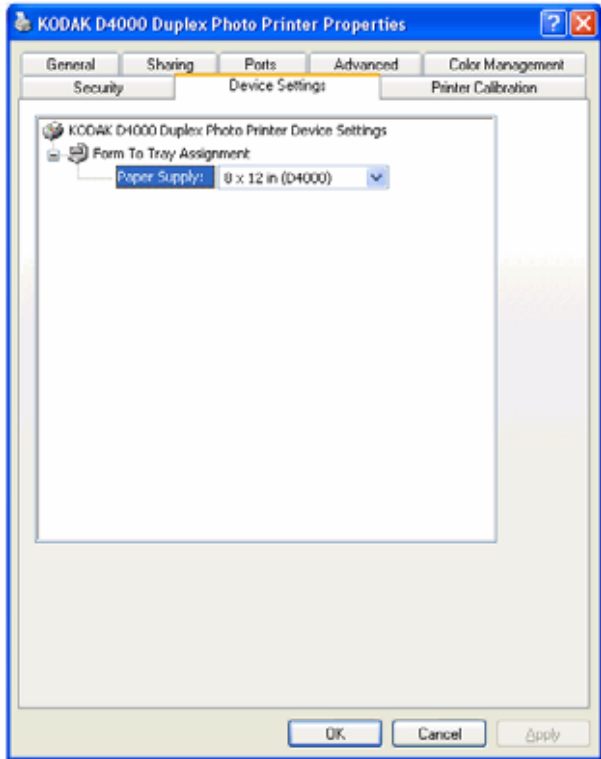 KODAK D4000 Duplex Photo Printer Properties
General Sharing Ports Advanced Color Management
Security Device Settings Printer Calibration
KODAK D4000 Duplex Photo Printer Device Settings
Form To Tray Assignment
Paper Supply: 8 x 12 in (D4000)
OK Cancel Apply